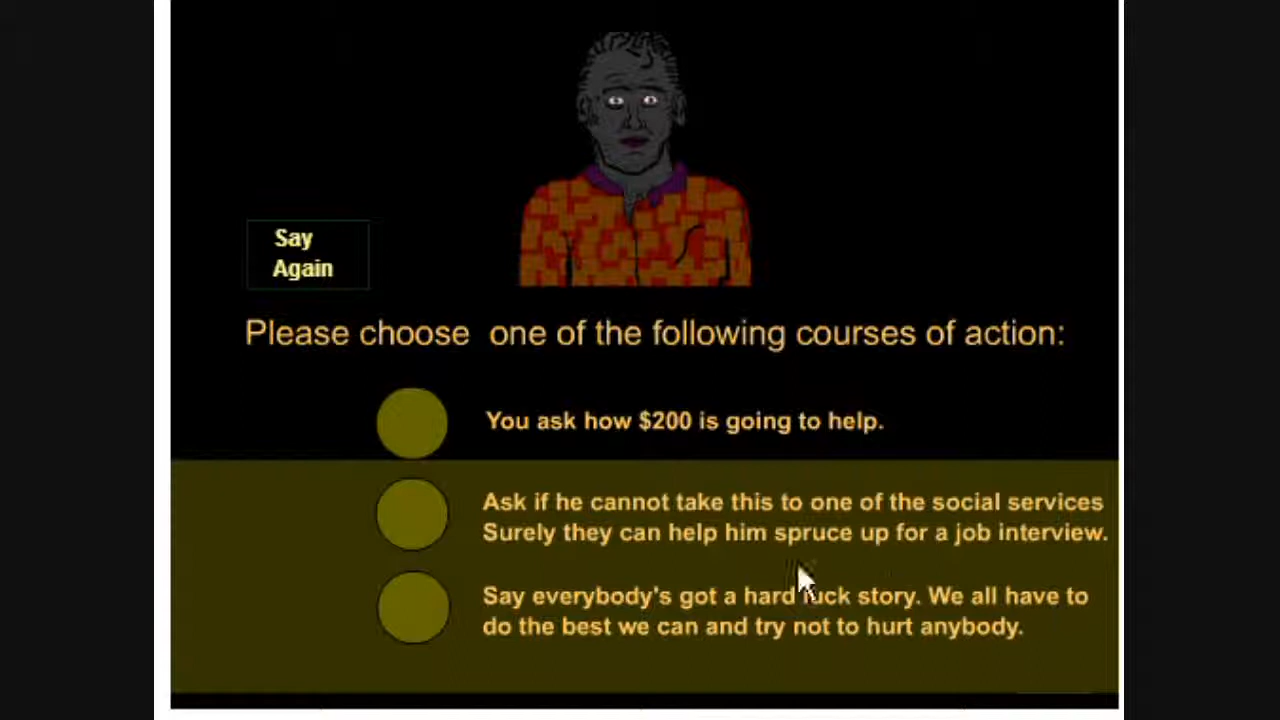 Say
Again
Please choose one of the following courses of action:
You ask how $200 is going to help.
Ask if he cannot take this to one of the social services
Surely they can help him spruce up for a job interview.
Say everybody's got a hard luck story. We all have to
do the best we can and try not to hurt anybody.